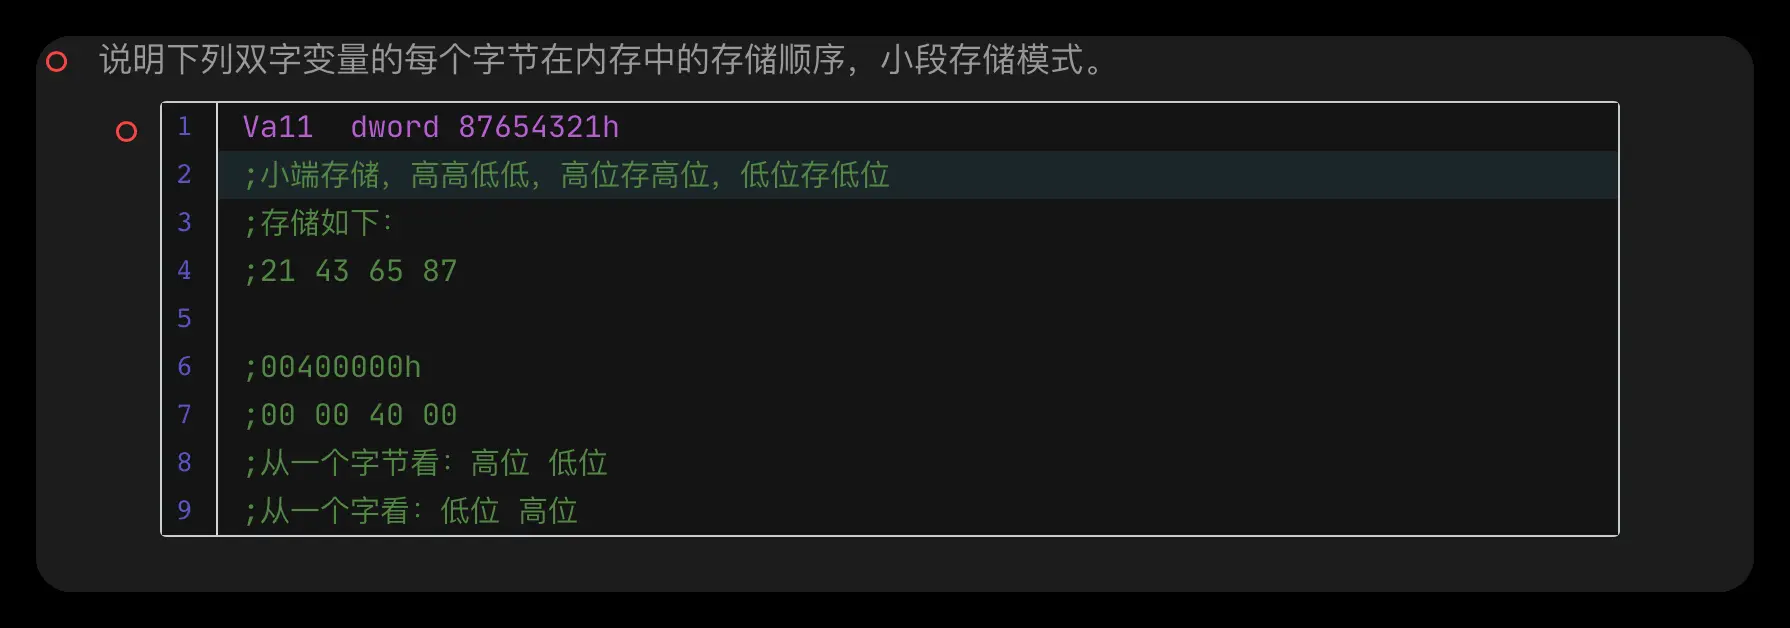 说明下列双字变量的每个字节在内存中的存储顺序，小段存储模式。
1 Va11  dword 87654321h
2 ;小端存储，高高低低，高位存高位，低位存低位
3 ;存储如下：
4 ;21 43 65 87
5
6 ;00400000h
7 ;00 00 40 00
8 ;从一个字节看：高位 低位
9 ;从一个字看：低位 高位